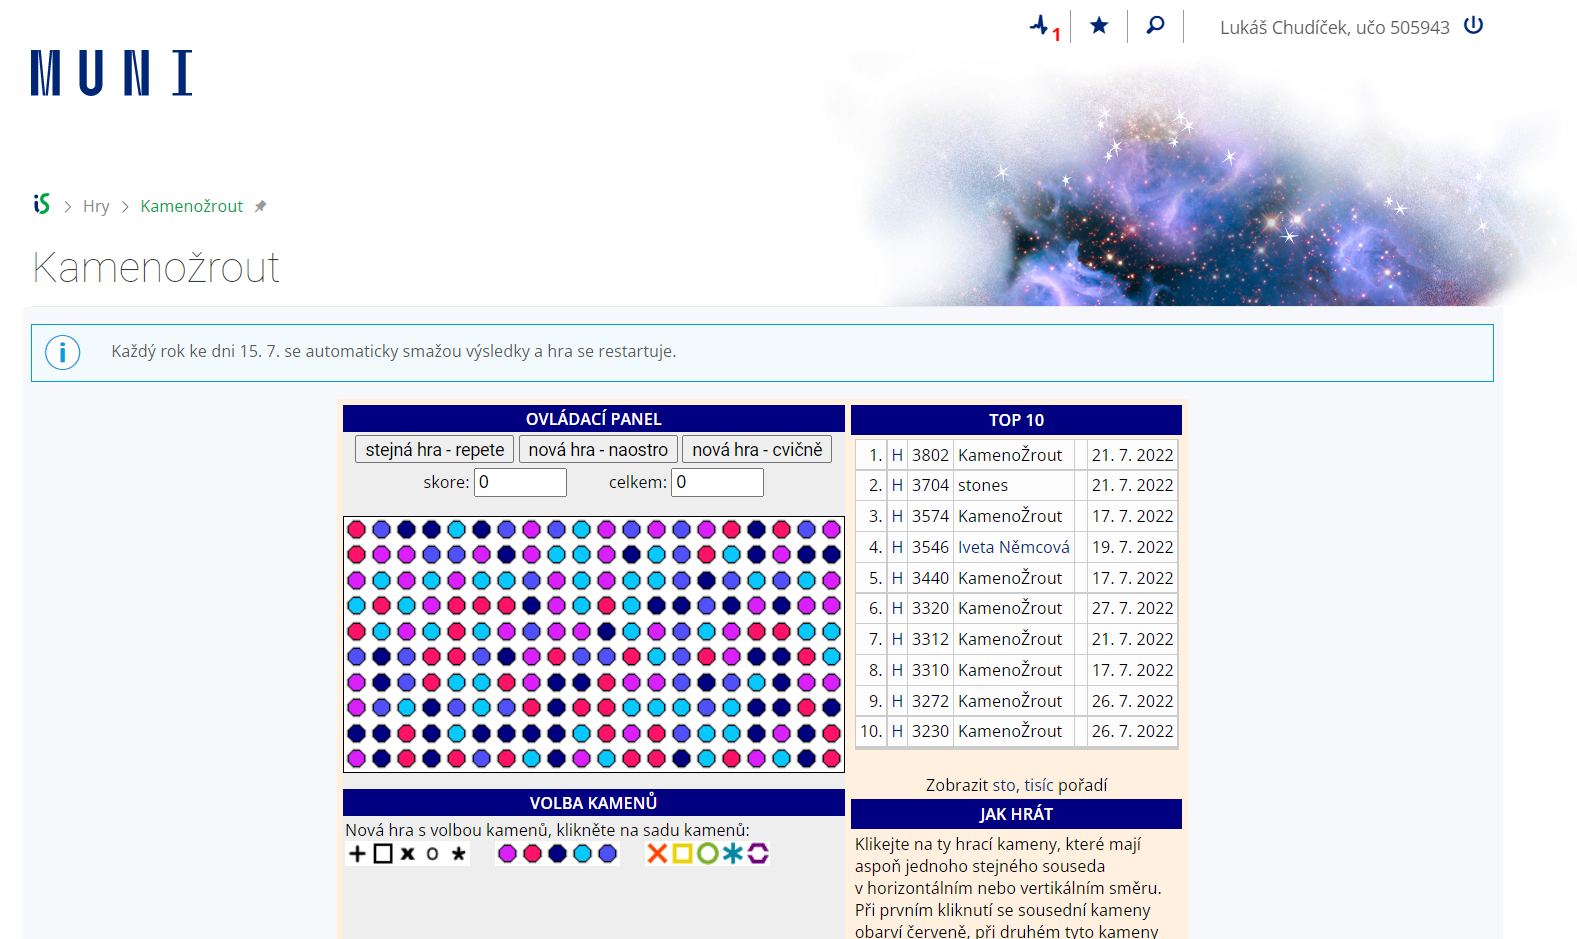 1
Lukáš Chudíček, učo 505943
MUNI
iS > Hry > Kamenožrout
Kamenožrout
i Každý rok ke dni 15. 7. se automaticky smažou výsledky a hra se restartuje.
OVLÁDACÍ PANEL
stejná hra - repete nová hra - naostro nová hra - cvičně
skore: 0 celkem: 0
VOLBA KAMENŮ
Nová hra s volbou kamenů, klikněte na sadu kamenů:
TOP 10
1. H 3802 KamenoŽrout 21. 7. 2022
2. H 3704 stones 21. 7. 2022
3. H 3574 KamenoŽrout 17. 7. 2022
4. H 3546 Iveta Němcová 19. 7. 2022
5. H 3440 KamenoŽrout 17. 7. 2022
6. H 3320 KamenoŽrout 27. 7. 2022
7. H 3312 KamenoŽrout 21. 7. 2022
8. H 3310 KamenoŽrout 17. 7. 2022
9. H 3272 KamenoŽrout 26. 7. 2022
10. H 3230 KamenoŽrout 26. 7. 2022
Zobrazit sto, tisíc pořadí
JAK HRÁT
Klikejte na ty hrací kameny, které mají
aspoň jednoho stejného souseda
v horizontálním nebo vertikálním směru.
Při prvním kliknutí se sousední kameny
obarví červeně, při druhém tyto kameny